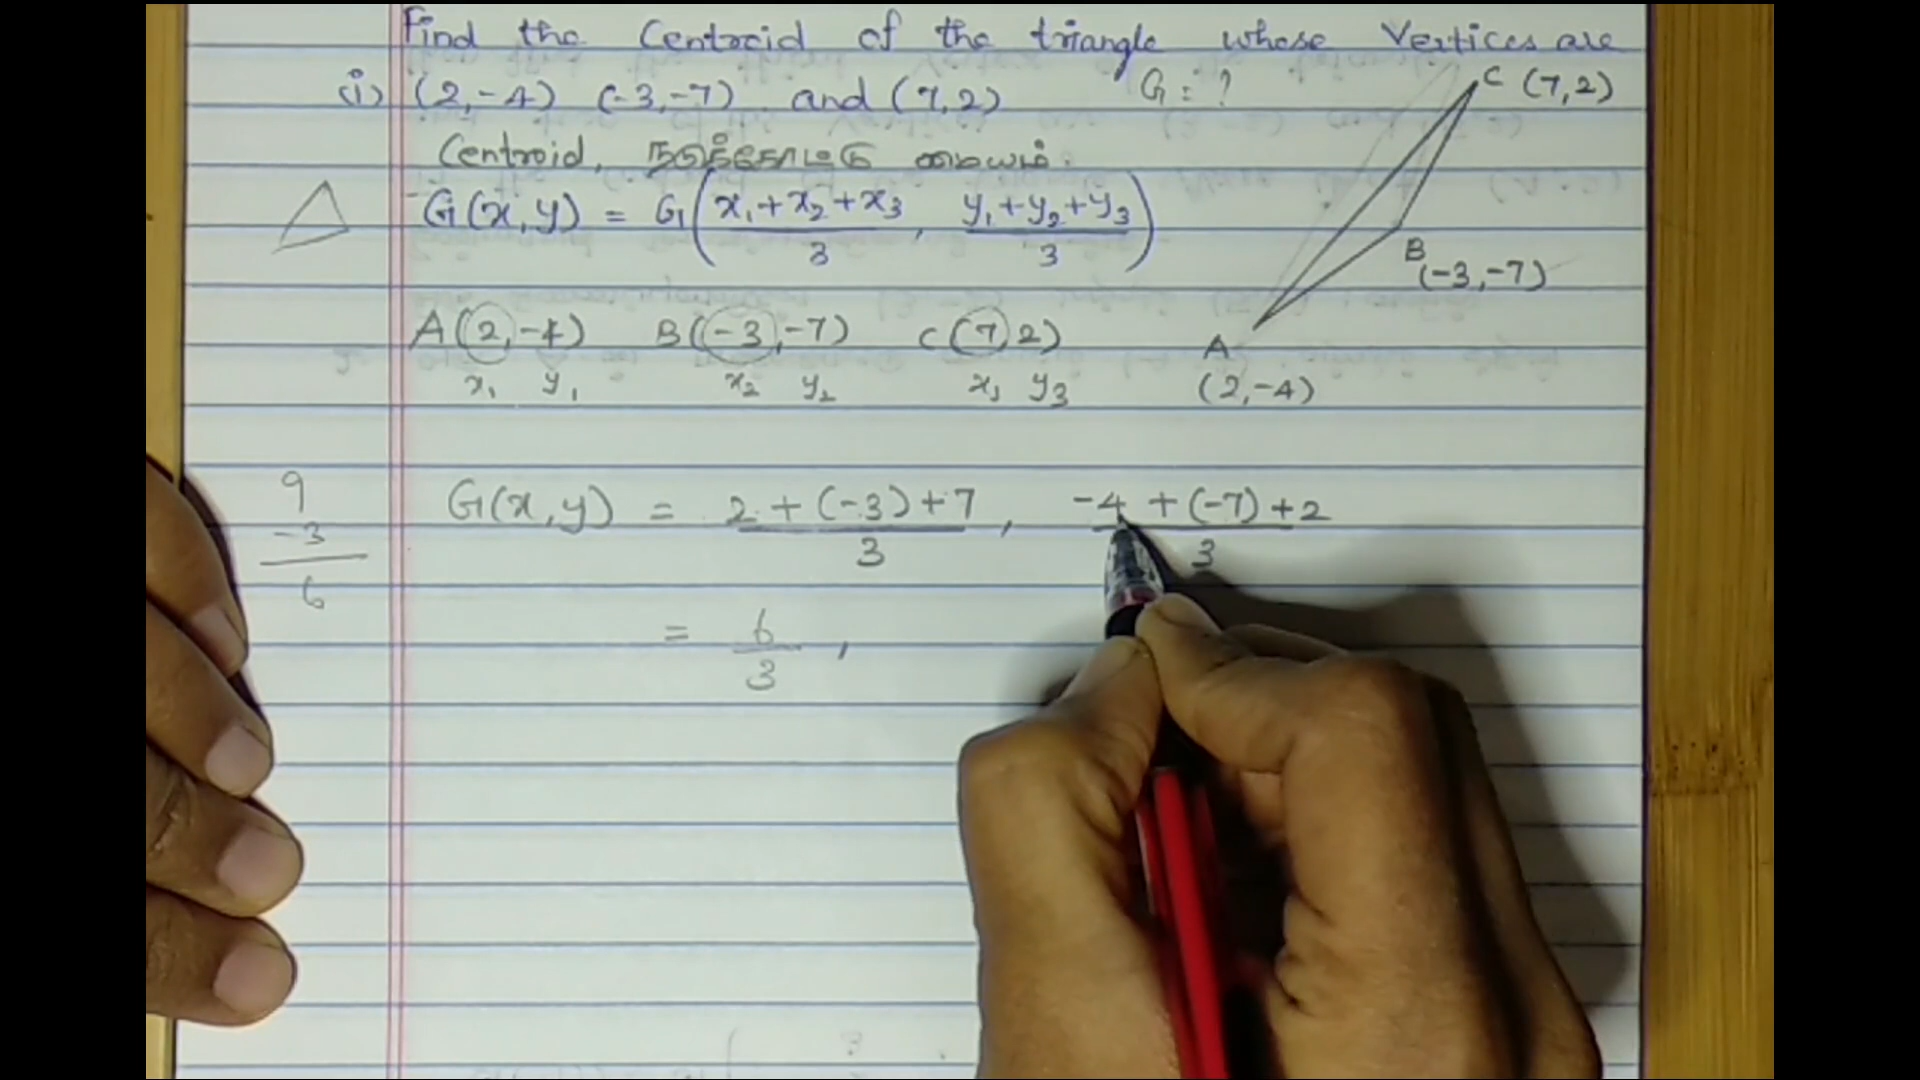 Find the Centroid of the triangle whose Vertices are
(i) (2,-4) (-3,-7) and (7,2) G = ?
C (7,2)
Centroid, நடுக்கோட்டு மையம்.
G(x,y) = G(x₁+x₂+x₃/3, y₁+y₂+y₃/3)
B
(-3,-7)
A(2,-4) B(-3,-7) C(7,2)
x₁ y₁ x₂ y₂ x₃ y₃
A
(2,-4)
9
-3
6
G(x,y) = 2+(-3)+7/3, -4+(-7)+2/3
= 6/3,